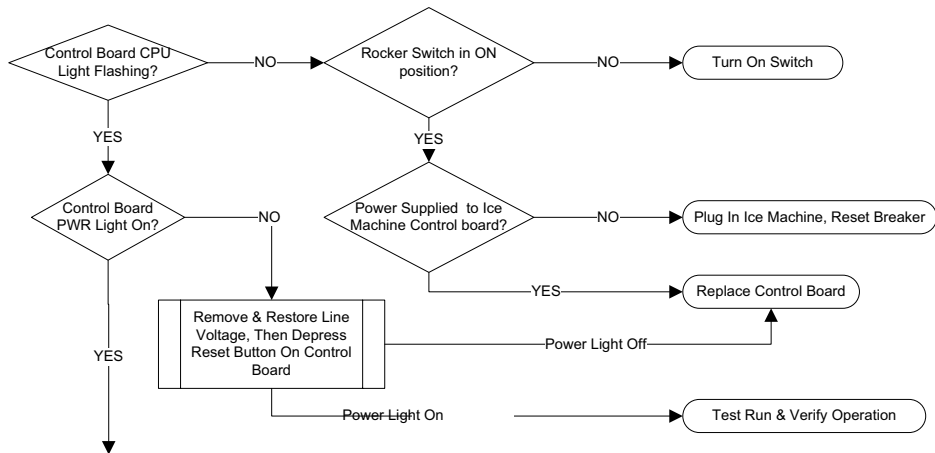 Control Board CPU
Light Flashing?
NO
Rocker Switch in ON
position?
NO
Turn On Switch
YES
YES
Control Board
PWR Light On?
NO
Power Supplied to Ice
Machine Control board?
NO
Plug In Ice Machine, Reset Breaker
YES
Replace Control Board
Remove & Restore Line
Voltage, Then Depress
Reset Button On Control
Board
YES
Power Light Off
Power Light On
Test Run & Verify Operation